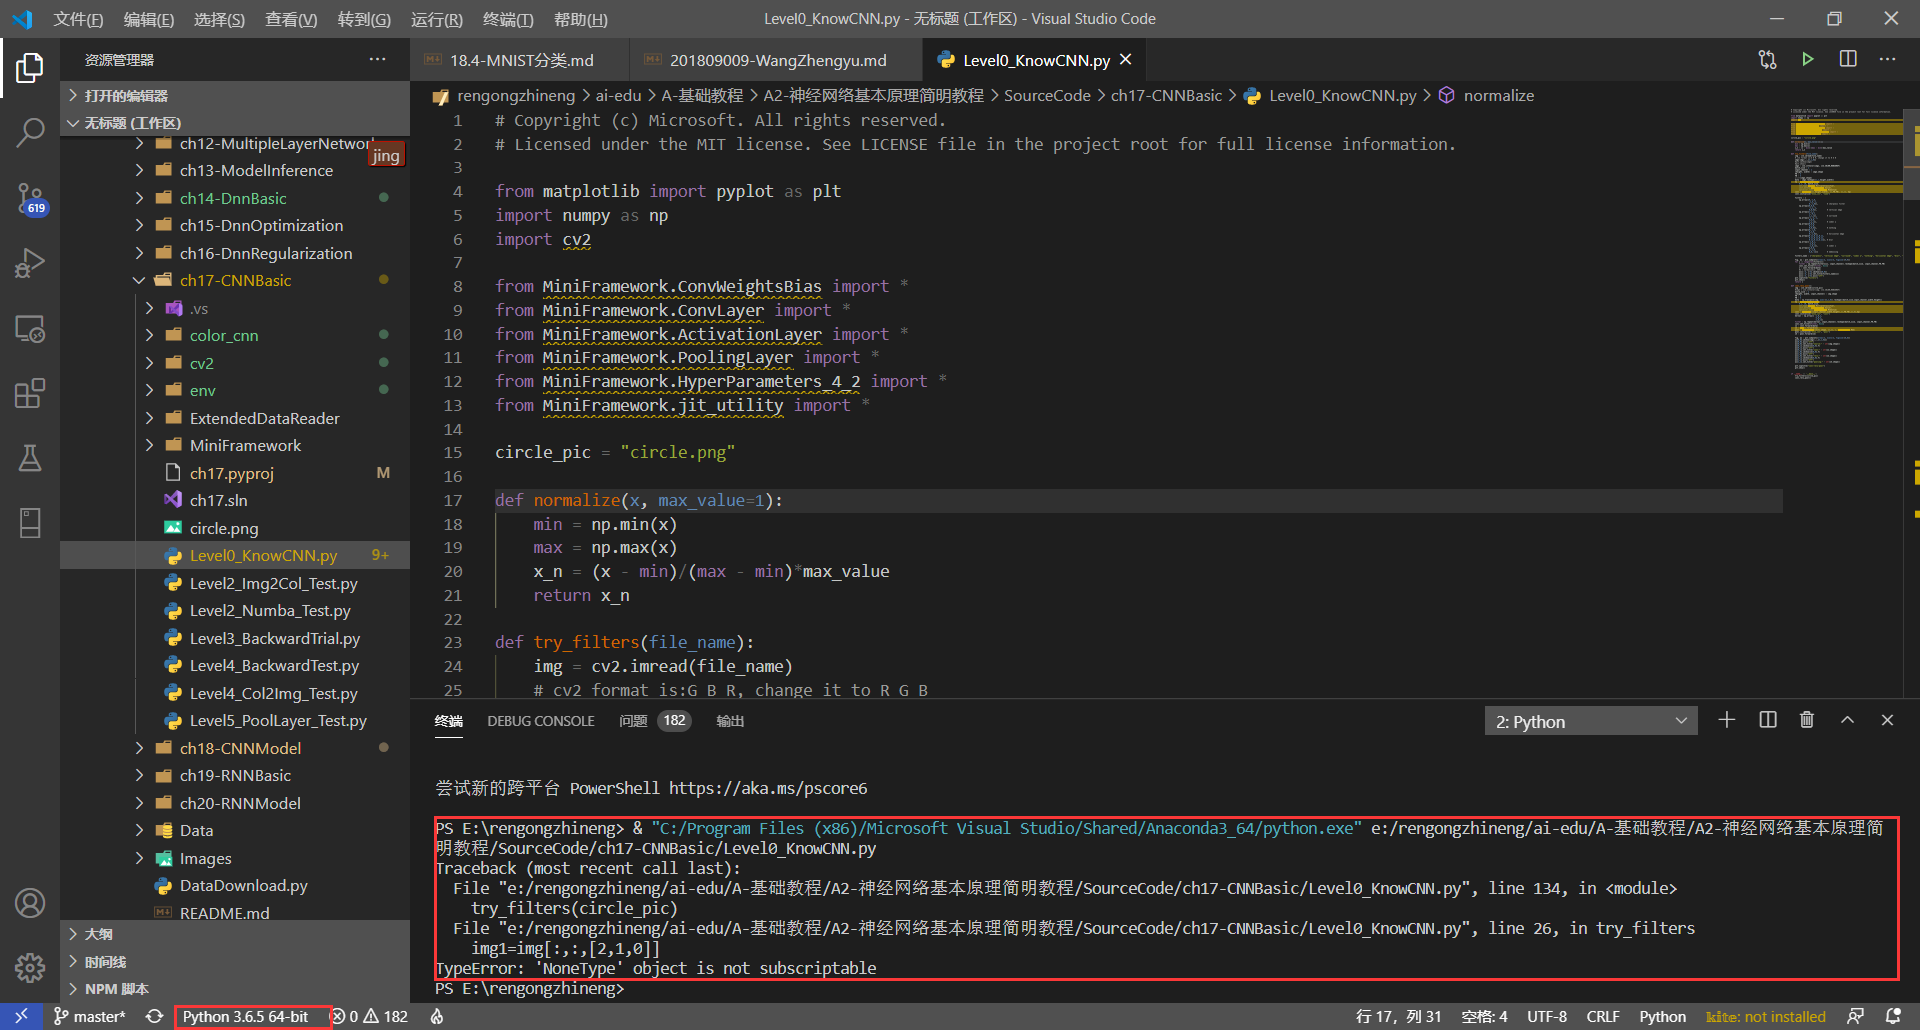 文件(F) 编辑(E) 选择(S) 查看(V) 转到(G) 运行(R) 终端(T) 帮助(H) Level0_KnowCNN.py - 无标题 (工作区) - Visual Studio Code
资源管理器 ···
18.4-MNIST分类.md 201809009-WangZhengyu.md Level0_KnowCNN.py
打开的编辑器
无标题 (工作区)
rengongzhineng > ai-edu > A-基础教程 > A2-神经网络基本原理简明教程 > SourceCode > ch17-CNNBasic > Level0_KnowCNN.py > normalize
ch12-MultipleLayerNetwor
jing
ch13-ModelInference
ch14-DnnBasic
ch15-DnnOptimization
ch16-DnnRegularization
ch17-CNNBasic
.vs
color_cnn
cv2
env
ExtendedDataReader
MiniFramework
ch17.pyproj M
ch17.sln
circle.png
Level0_KnowCNN.py 9+
Level2_Img2Col_Test.py
Level2_Numba_Test.py
Level3_BackwardTrial.py
Level4_BackwardTest.py
Level4_Col2Img_Test.py
Level5_PoolLayer_Test.py
ch18-CNNModel
ch19-RNNBasic
ch20-RNNModel
Data
Images
DataDownload.py
README.md
大纲
时间线
NPM 脚本
619
1 # Copyright (c) Microsoft. All rights reserved.
2 # Licensed under the MIT license. See LICENSE file in the project root for full license information.
3
4 from matplotlib import pyplot as plt
5 import numpy as np
6 import cv2
7
8 from MiniFramework.ConvWeightsBias import *
9 from MiniFramework.ConvLayer import *
10 from MiniFramework.ActivationLayer import *
11 from MiniFramework.PoolingLayer import *
12 from MiniFramework.HyperParameters_4_2 import *
13 from MiniFramework.jit_utility import *
14
15 circle_pic = "circle.png"
16
17 def normalize(x, max_value=1):
18 min = np.min(x)
19 max = np.max(x)
20 x_n = (x - min)/(max - min)*max_value
21 return x_n
22
23 def try_filters(file_name):
24 img = cv2.imread(file_name)
25 # cv2 format is:G B R, change it to R G B
终端 DEBUG CONSOLE 问题 182 输出 2: Python
尝试新的跨平台 PowerShell https://aka.ms/pscore6
PS E:\rengongzhineng> & "C:/Program Files (x86)/Microsoft Visual Studio/Shared/Anaconda3_64/python.exe" e:/rengongzhineng/ai-edu/A-基础教程/A2-神经网络基本原理简
明教程/SourceCode/ch17-CNNBasic/Level0_KnowCNN.py
Traceback (most recent call last):
File "e:/rengongzhineng/ai-edu/A-基础教程/A2-神经网络基本原理简明教程/SourceCode/ch17-CNNBasic/Level0_KnowCNN.py", line 134, in <module>
try_filters(circle_pic)
File "e:/rengongzhineng/ai-edu/A-基础教程/A2-神经网络基本原理简明教程/SourceCode/ch17-CNNBasic/Level0_KnowCNN.py", line 26, in try_filters
img1=img[:,:,[2,1,0]]
TypeError: 'NoneType' object is not subscriptable
PS E:\rengongzhineng>
master* Python 3.6.5 64-bit 0 182 行 17，列 31 空格: 4 UTF-8 CRLF Python kite: not installed